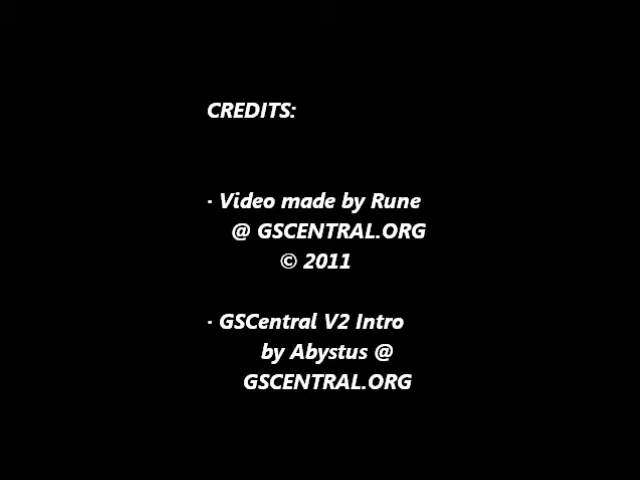 CREDITS:
· Video made by Rune
@ GSCENTRAL.ORG
© 2011
· GSCentral V2 Intro
by Abystus @
GSCENTRAL.ORG